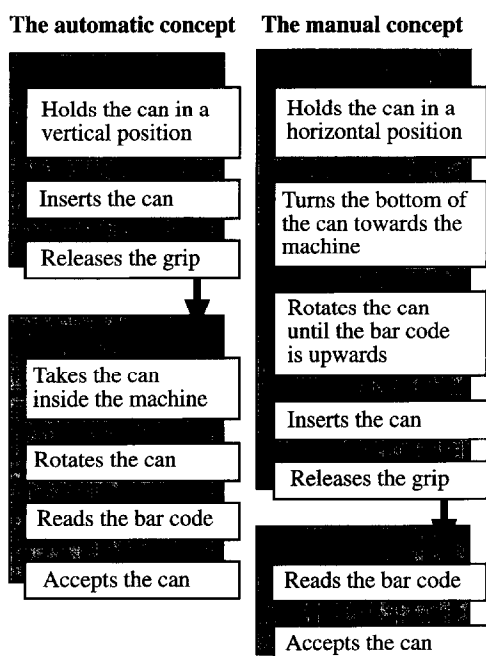 The automatic concept
Holds the can in a
vertical position
Inserts the can
Releases the grip
Takes the can
inside the machine
Rotates the can
Reads the bar code
Accepts the can
The manual concept
Holds the can in a
horizontal position
Turns the bottom of
the can towards the
machine
Rotates the can
until the bar code
is upwards
Inserts the can
Releases the grip
Reads the bar code
Accepts the can